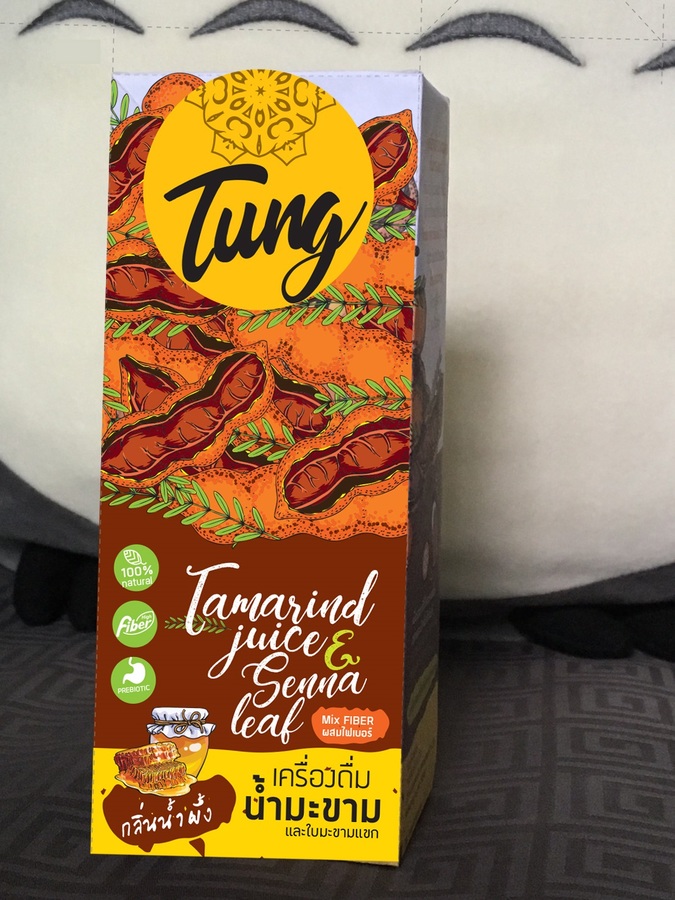 Tung
100%
natural
High
Fiber
PREBIOTIC
Tamarind
juice &
Senna
leaf
Mix FIBER
ผสมไฟเบอร์
กลิ่นน้ำผึ้ง
เครื่องดื่ม
น้ำมะขาม
และใบมะขามแขก